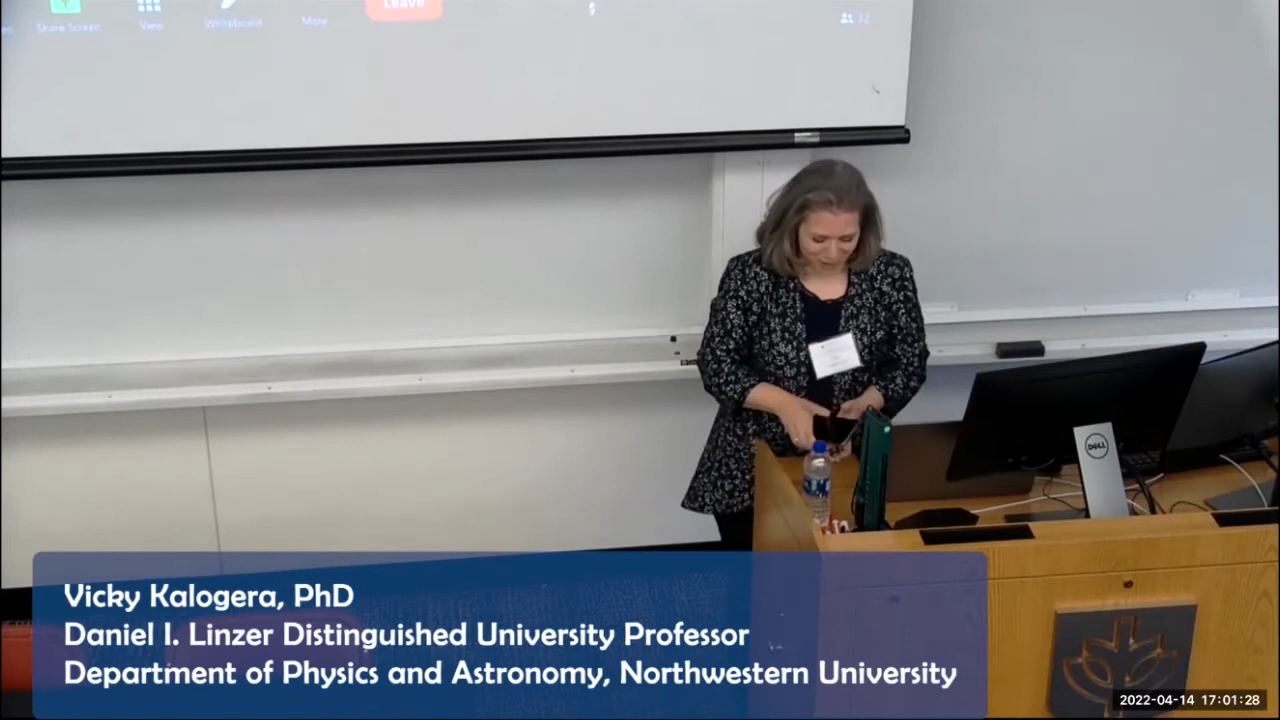 Share Screen
View
Whiteboard
More
Leave
32
DELL
Vicky Kalogera, PhD
Daniel I. Linzer Distinguished University Professor
Department of Physics and Astronomy, Northwestern University
2022-04-14 17:01:28